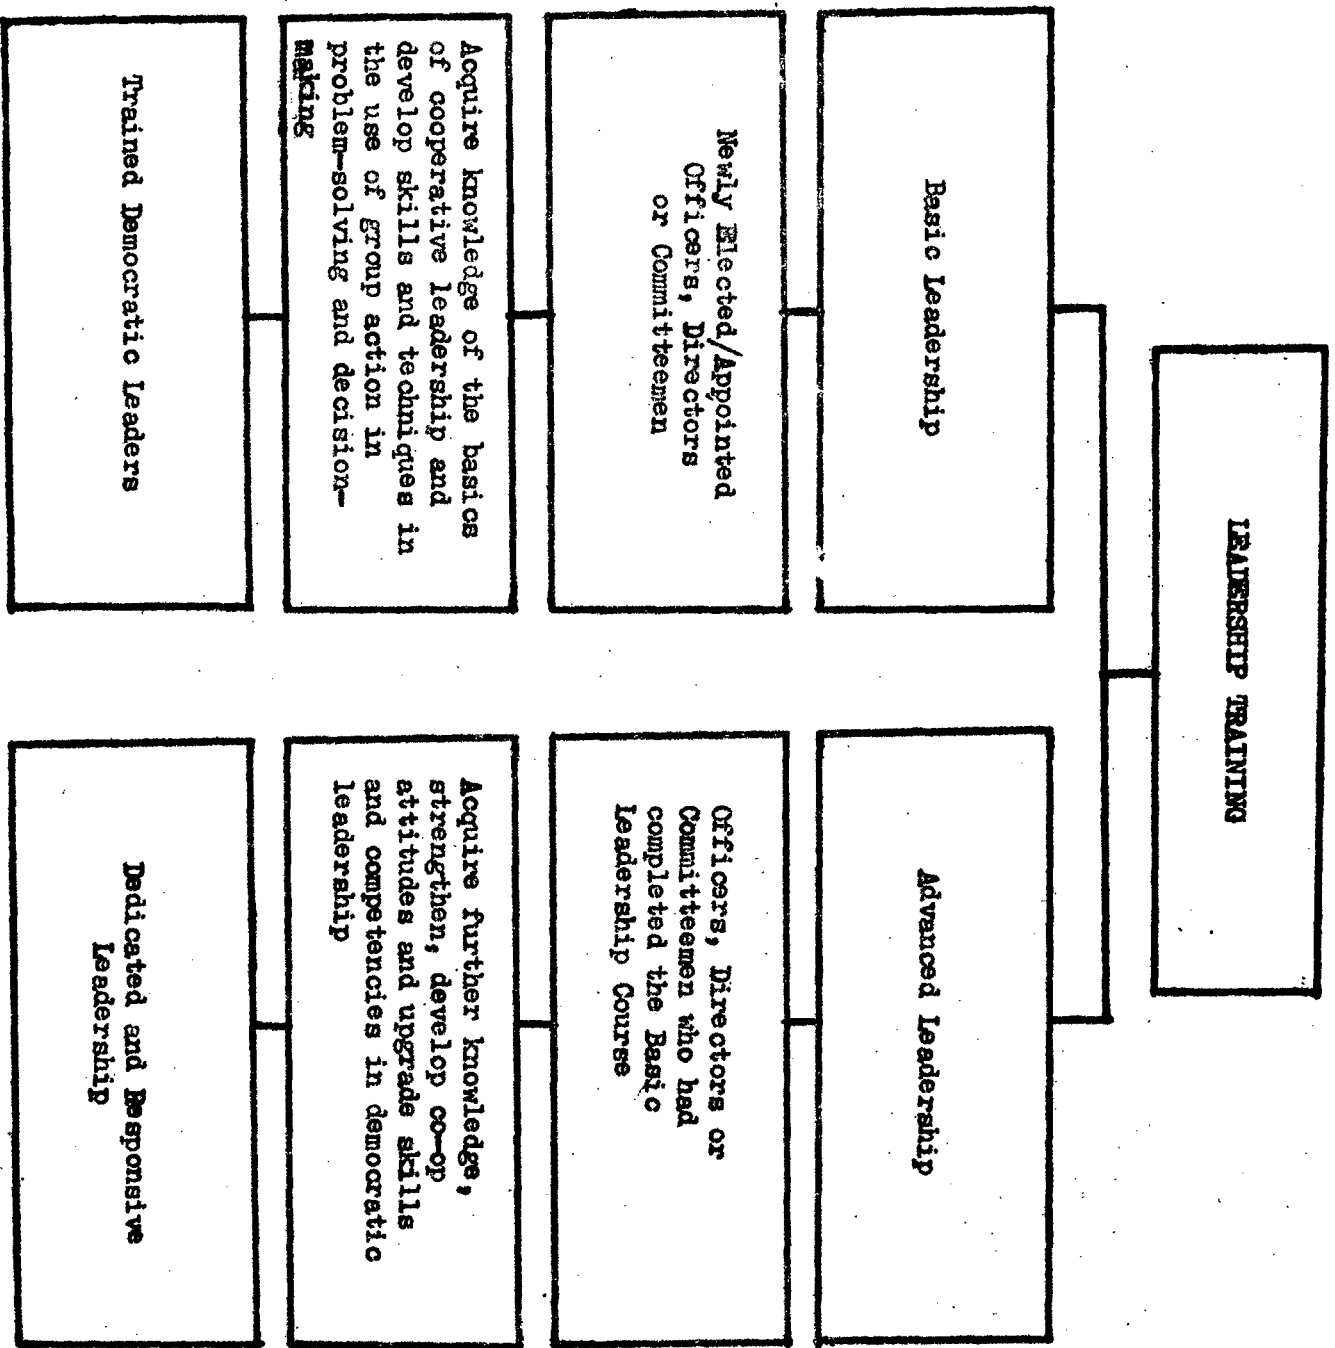 LEADERSHIP TRAINING
Basic Leadership
Newly Elected/Appointed
Officers, Directors
or Committeemen
Acquire knowledge of the basics
of cooperative leadership and
develop skills and techniques in
the use of group action in
problem-solving and decision-
making
Trained Democratic Leaders
Advanced Leadership
Officers, Directors or
Committeemen who had
completed the Basic
Leadership Course
Acquire further knowledge,
strengthen, develop co-op
attitudes and upgrade skills
and competencies in democratic
leadership
Dedicated and Responsive
Leadership